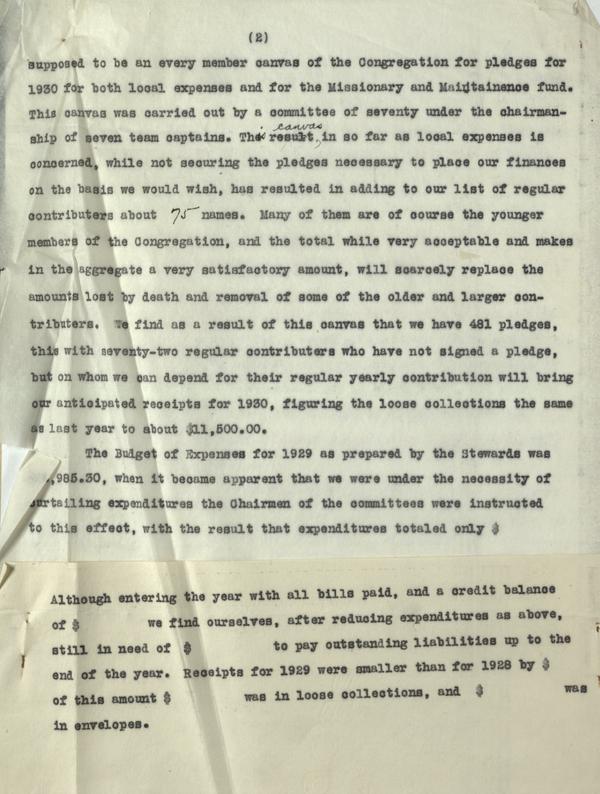 (2)
supposed to be an every member canvas of the Congregation for pledges for
1930 for both local expenses and for the Missionary and Maintainence fund.
This canvas was carried out by a committee of seventy under the chairman-
ship of seven team captains. This canvas result, in so far as local expenses is
concerned, while not securing the pledges necessary to place our finances
on the basis we would wish, has resulted in adding to our list of regular
contributers about 75 names. Many of them are of course the younger
members of the Congregation, and the total while very acceptable and makes
in the aggregate a very satisfactory amount, will scarcely replace the
amounts lost by death and removal of some of the older and larger con-
tributers. We find as a result of this canvas that we have 481 pledges,
this with seventy-two regular contributers who have not signed a pledge,
but on whom we can depend for their regular yearly contribution will bring
our anticipated receipts for 1930, figuring the loose collections the same
as last year to about $11,500.00.
The Budget of Expenses for 1929 as prepared by the Stewards was
,985.30, when it became apparent that we were under the necessity of
curtailing expenditures the Chairmen of the committees were instructed
to this effect, with the result that expenditures totaled only $
Although entering the year with all bills paid, and a credit balance
of $ we find ourselves, after reducing expenditures as above,
still in need of $ to pay outstanding liabilities up to the
end of the year. Receipts for 1929 were smaller than for 1928 by $
of this amount $ was in loose collections, and $ was
in envelopes.